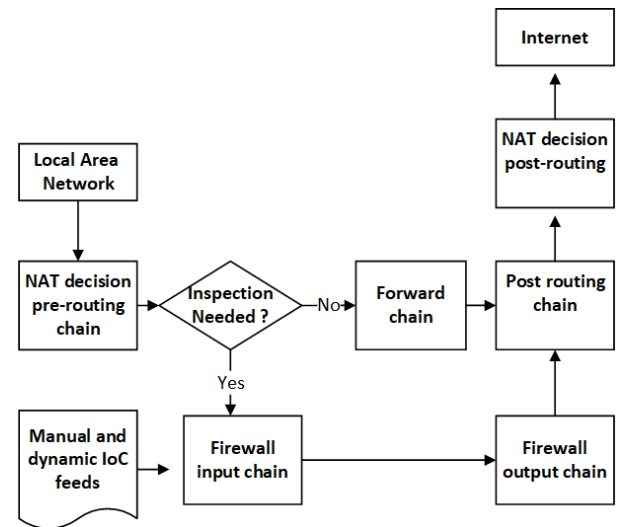 Internet
NAT decision
post-routing
Local Area
Network
NAT decision
pre-routing
chain
Inspection
Needed ?
No
Forward
chain
Post routing
chain
Yes
Manual and
dynamic IoC
feeds
Firewall
input chain
Firewall
output chain